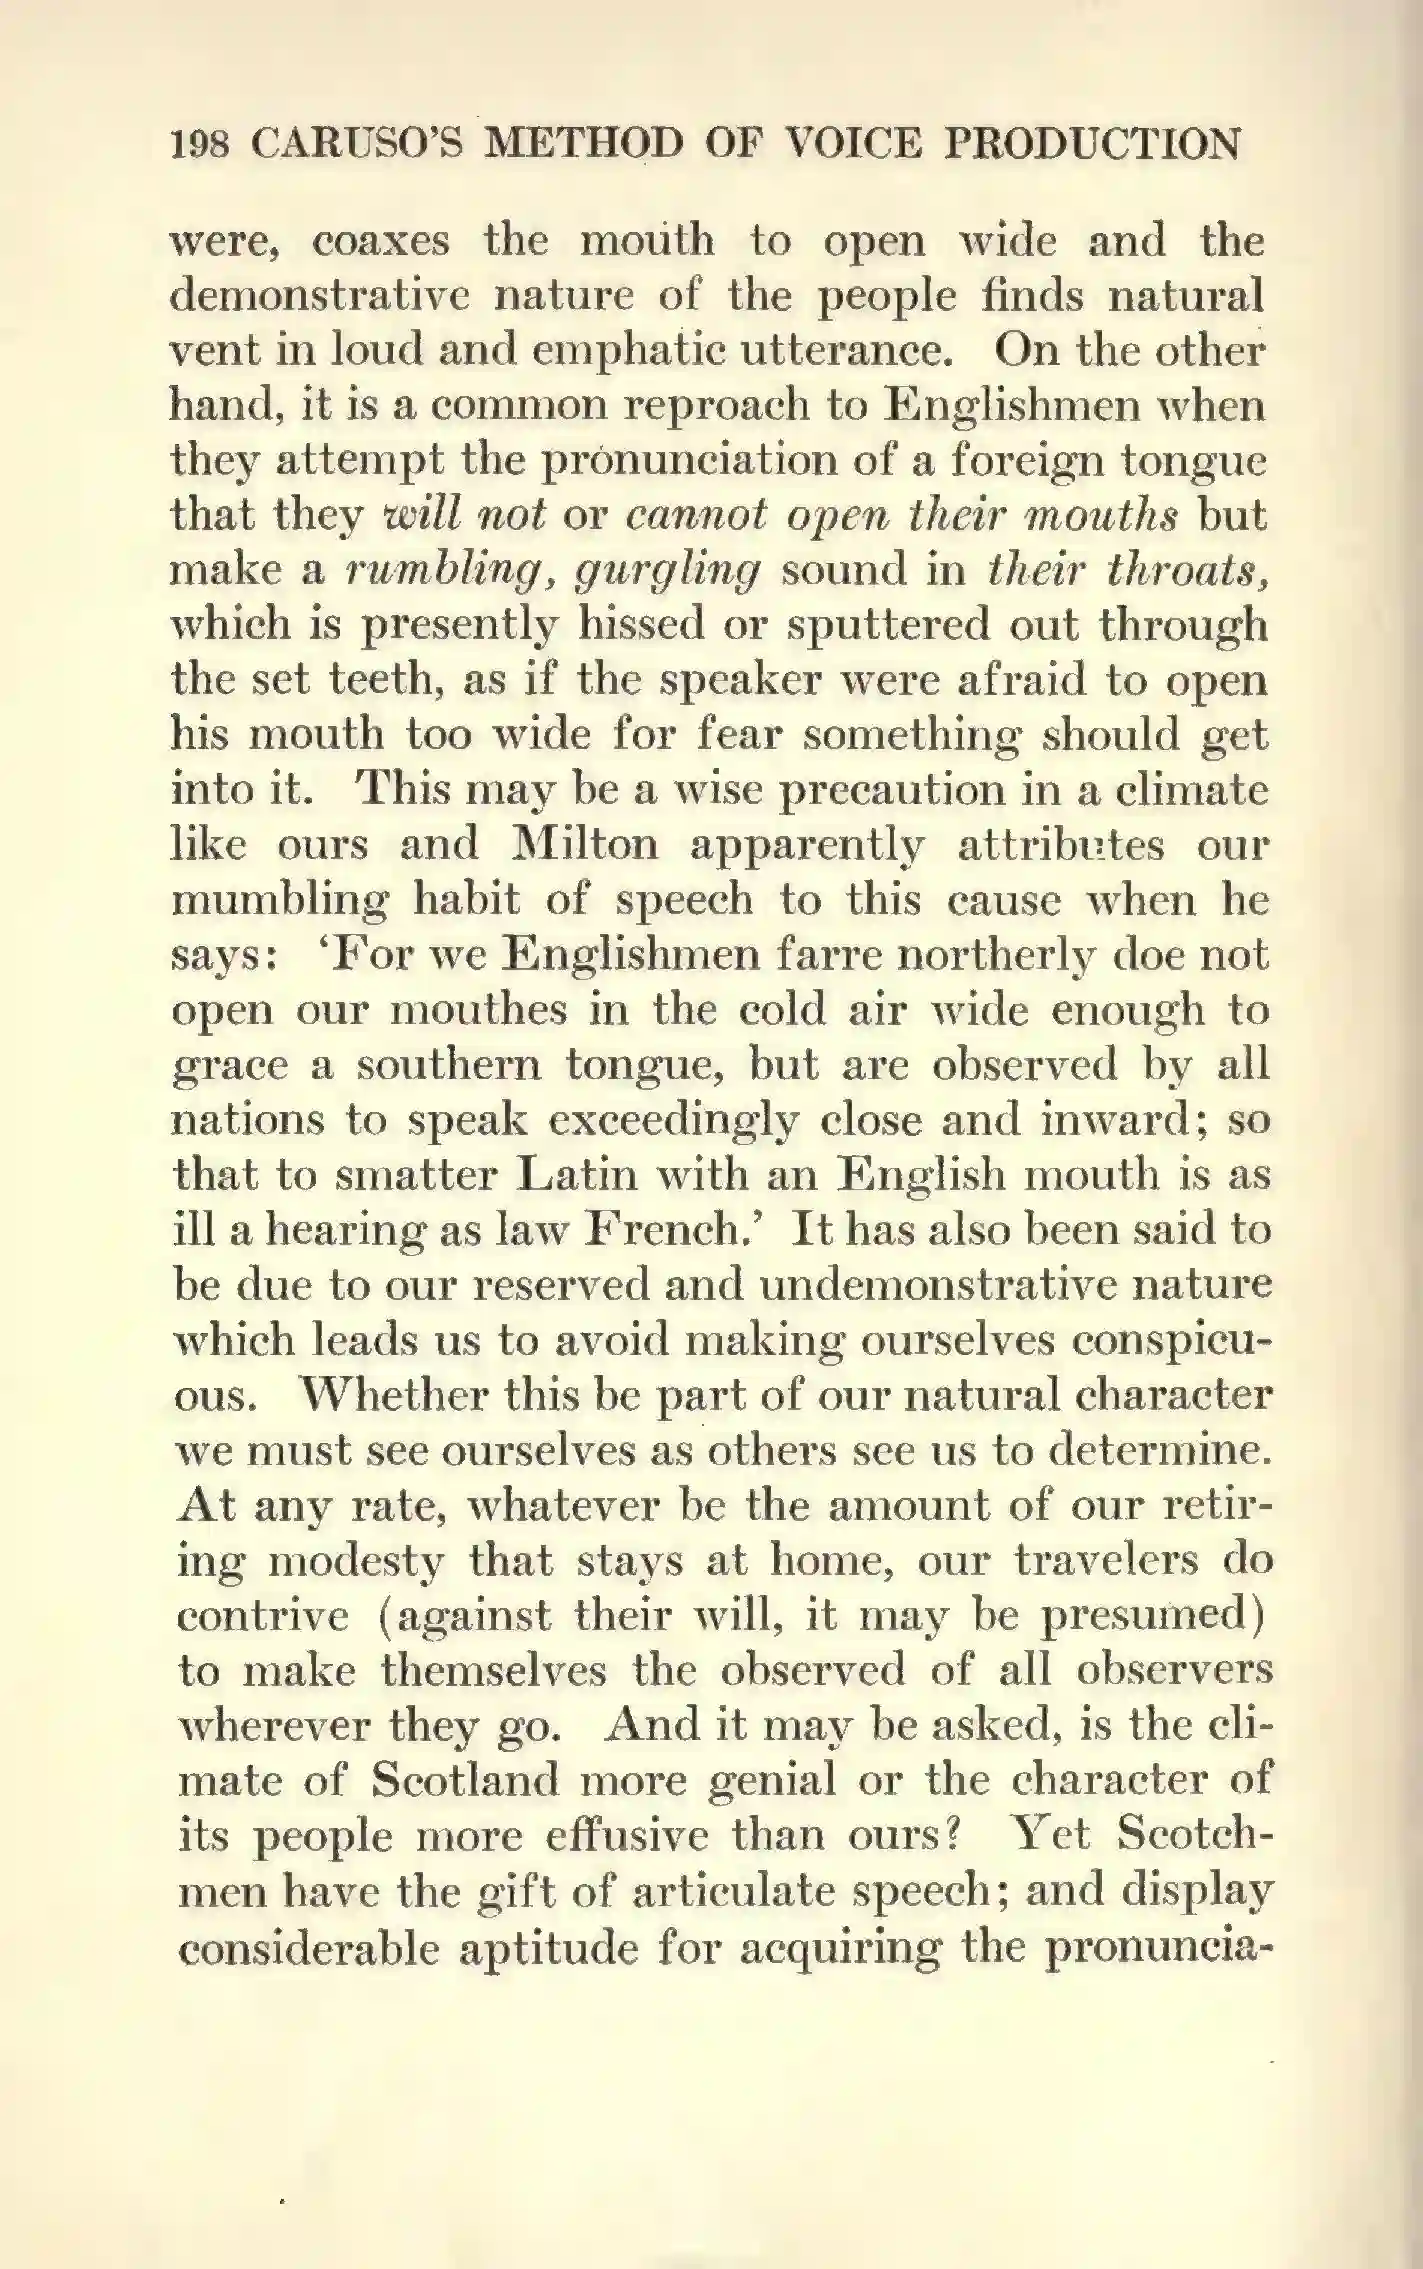 198 CARUSO'S METHOD OF VOICE PRODUCTION
were, coaxes the mouth to open wide and the
demonstrative nature of the people finds natural
vent in loud and emphatic utterance. On the other
hand, it is a common reproach to Englishmen when
they attempt the pronunciation of a foreign tongue
that they will not or cannot open their mouths but
make a rumbling, gurgling sound in their throats,
which is presently hissed or sputtered out through
the set teeth, as if the speaker were afraid to open
his mouth too wide for fear something should get
into it. This may be a wise precaution in a climate
like ours and Milton apparently attributes our
mumbling habit of speech to this cause when he
says: 'For we Englishmen farre northerly doe not
open our mouthes in the cold air wide enough to
grace a southern tongue, but are observed by all
nations to speak exceedingly close and inward; so
that to smatter Latin with an English mouth is as
ill a hearing as law French.' It has also been said to
be due to our reserved and undemonstrative nature
which leads us to avoid making ourselves conspicu-
ous. Whether this be part of our natural character
we must see ourselves as others see us to determine.
At any rate, whatever be the amount of our retir-
ing modesty that stays at home, our travelers do
contrive (against their will, it may be presumed)
to make themselves the observed of all observers
wherever they go. And it may be asked, is the cli-
mate of Scotland more genial or the character of
its people more effusive than ours? Yet Scotch-
men have the gift of articulate speech; and display
considerable aptitude for acquiring the pronuncia-